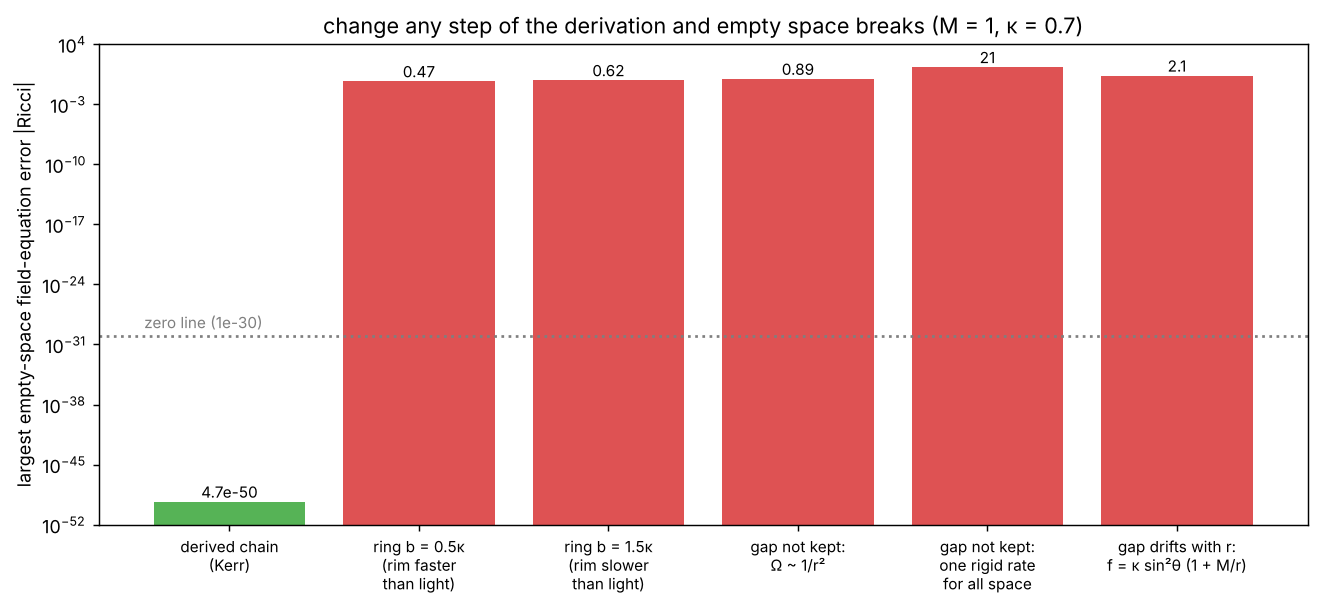 change any step of the derivation and empty space breaks (M = 1, κ = 0.7)
largest empty-space field-equation error |Ricci|
10⁴
10⁻³
10⁻¹⁰
10⁻¹⁷
10⁻²⁴
10⁻³¹
10⁻³⁸
10⁻⁴⁵
10⁻⁵²
zero line (1e-30)
4.7e-50
0.47
0.62
0.89
21
2.1
derived chain
(Kerr)
ring b = 0.5κ
(rim faster
than light)
ring b = 1.5κ
(rim slower
than light)
gap not kept:
Ω ~ 1/r²
gap not kept:
one rigid rate
for all space
gap drifts with r:
f = κ sin²θ (1 + M/r)